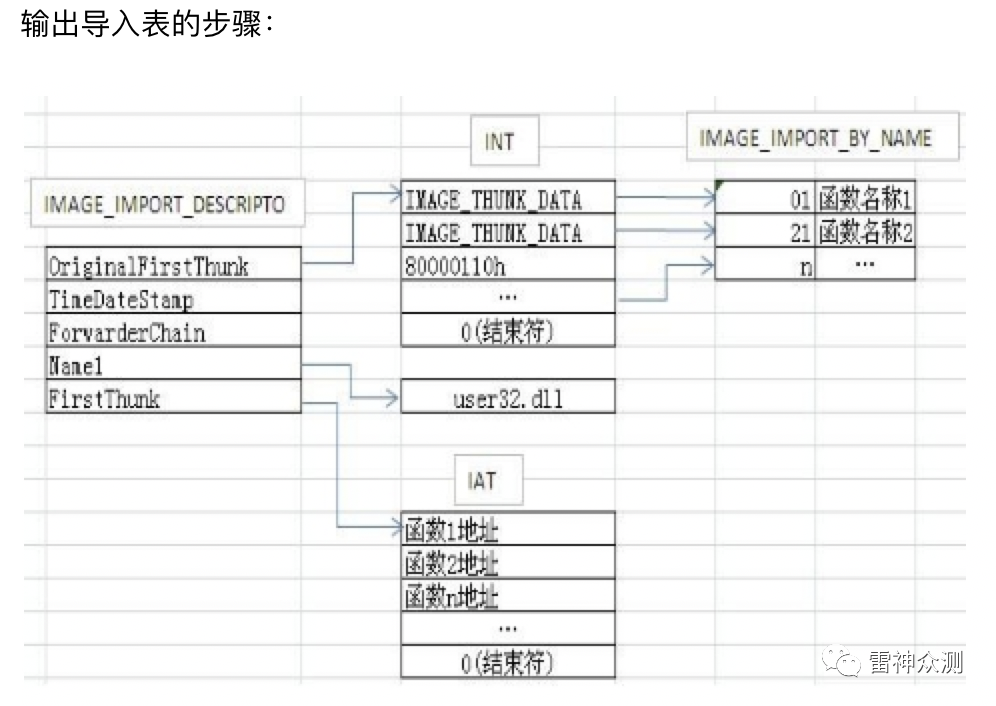 输出导入表的步骤：
INT
IMAGE_IMPORT_BY_NAME
IMAGE_IMPORT_DESCRIPTO
IMAGE_THUNK_DATA
01 函数名称1
IMAGE_THUNK_DATA
21 函数名称2
OriginalFirstThunk
80000110h
n …
TimeDateStamp
…
ForwarderChain
0(结束符)
Name1
FirstThunk
user32.dll
IAT
函数1地址
函数2地址
函数n地址
…
0(结束符)
雷神众测